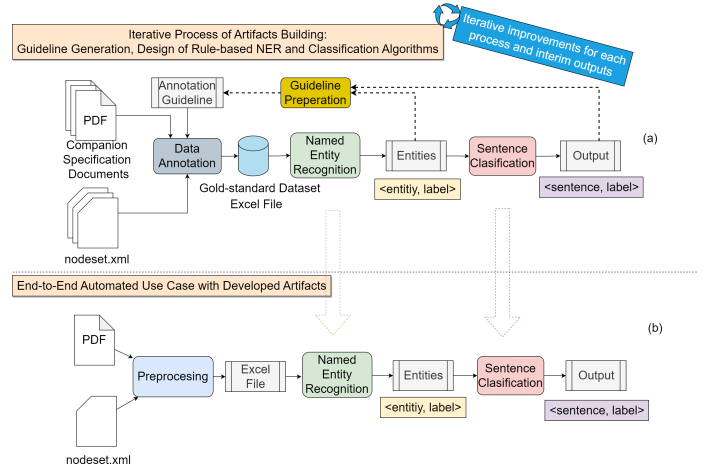 Iterative Process of Artifacts Building:
Guideline Generation, Design of Rule-based NER and Classification Algorithms
Iterative improvements for each
process and interim outputs
Annotation
Guideline
Guideline
Preperation
PDF
Companion
Specification
Documents
Data
Annotation
Gold-standard Dataset
Excel File
Named
Entity
Recognition
Entities
<entitiy, label>
Sentence
Clasification
Output
<sentence, label>
(a)
nodeset.xml
End-to-End Automated Use Case with Developed Artifacts
(b)
PDF
Preprocesing
Excel
File
Named
Entity
Recognition
Entities
<entitiy, label>
Sentence
Classification
Output
<sentence, label>
nodeset.xml